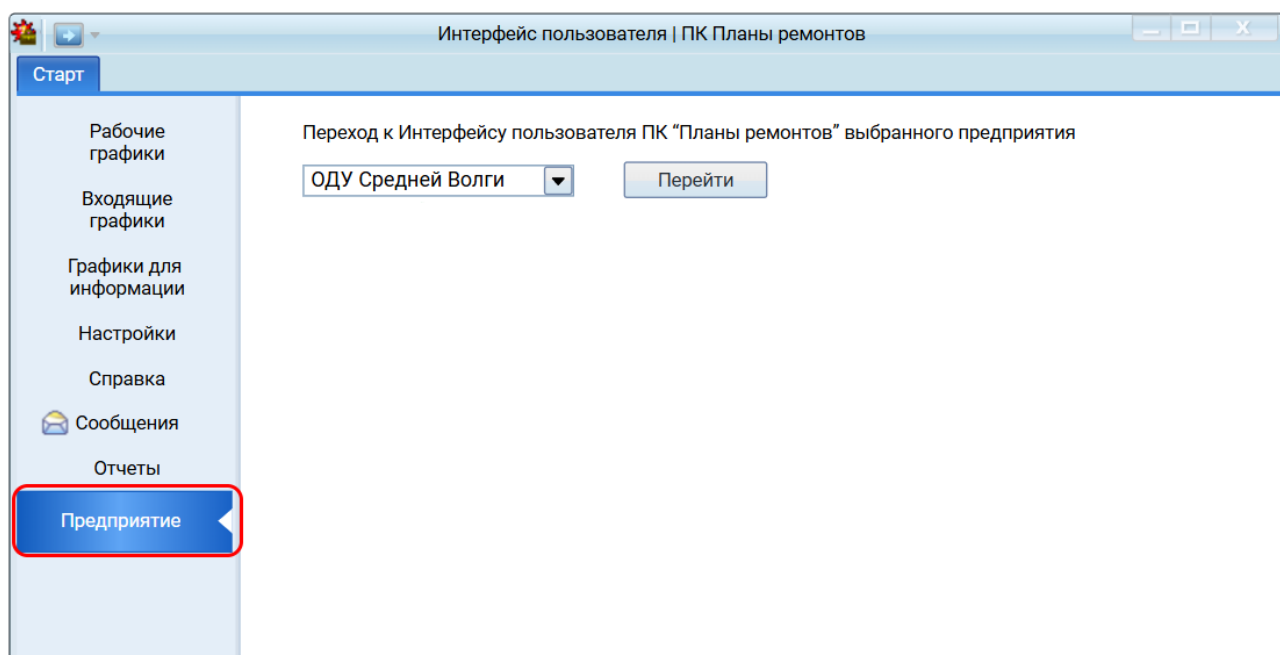 Интерфейс пользователя | ПК Планы ремонтов
Старт
Рабочие
графики
Входящие
графики
Графики для
информации
Настройки
Справка
Сообщения
Отчеты
Предприятие
Переход к Интерфейсу пользователя ПК “Планы ремонтов” выбранного предприятия
ОДУ Средней Волги
Перейти